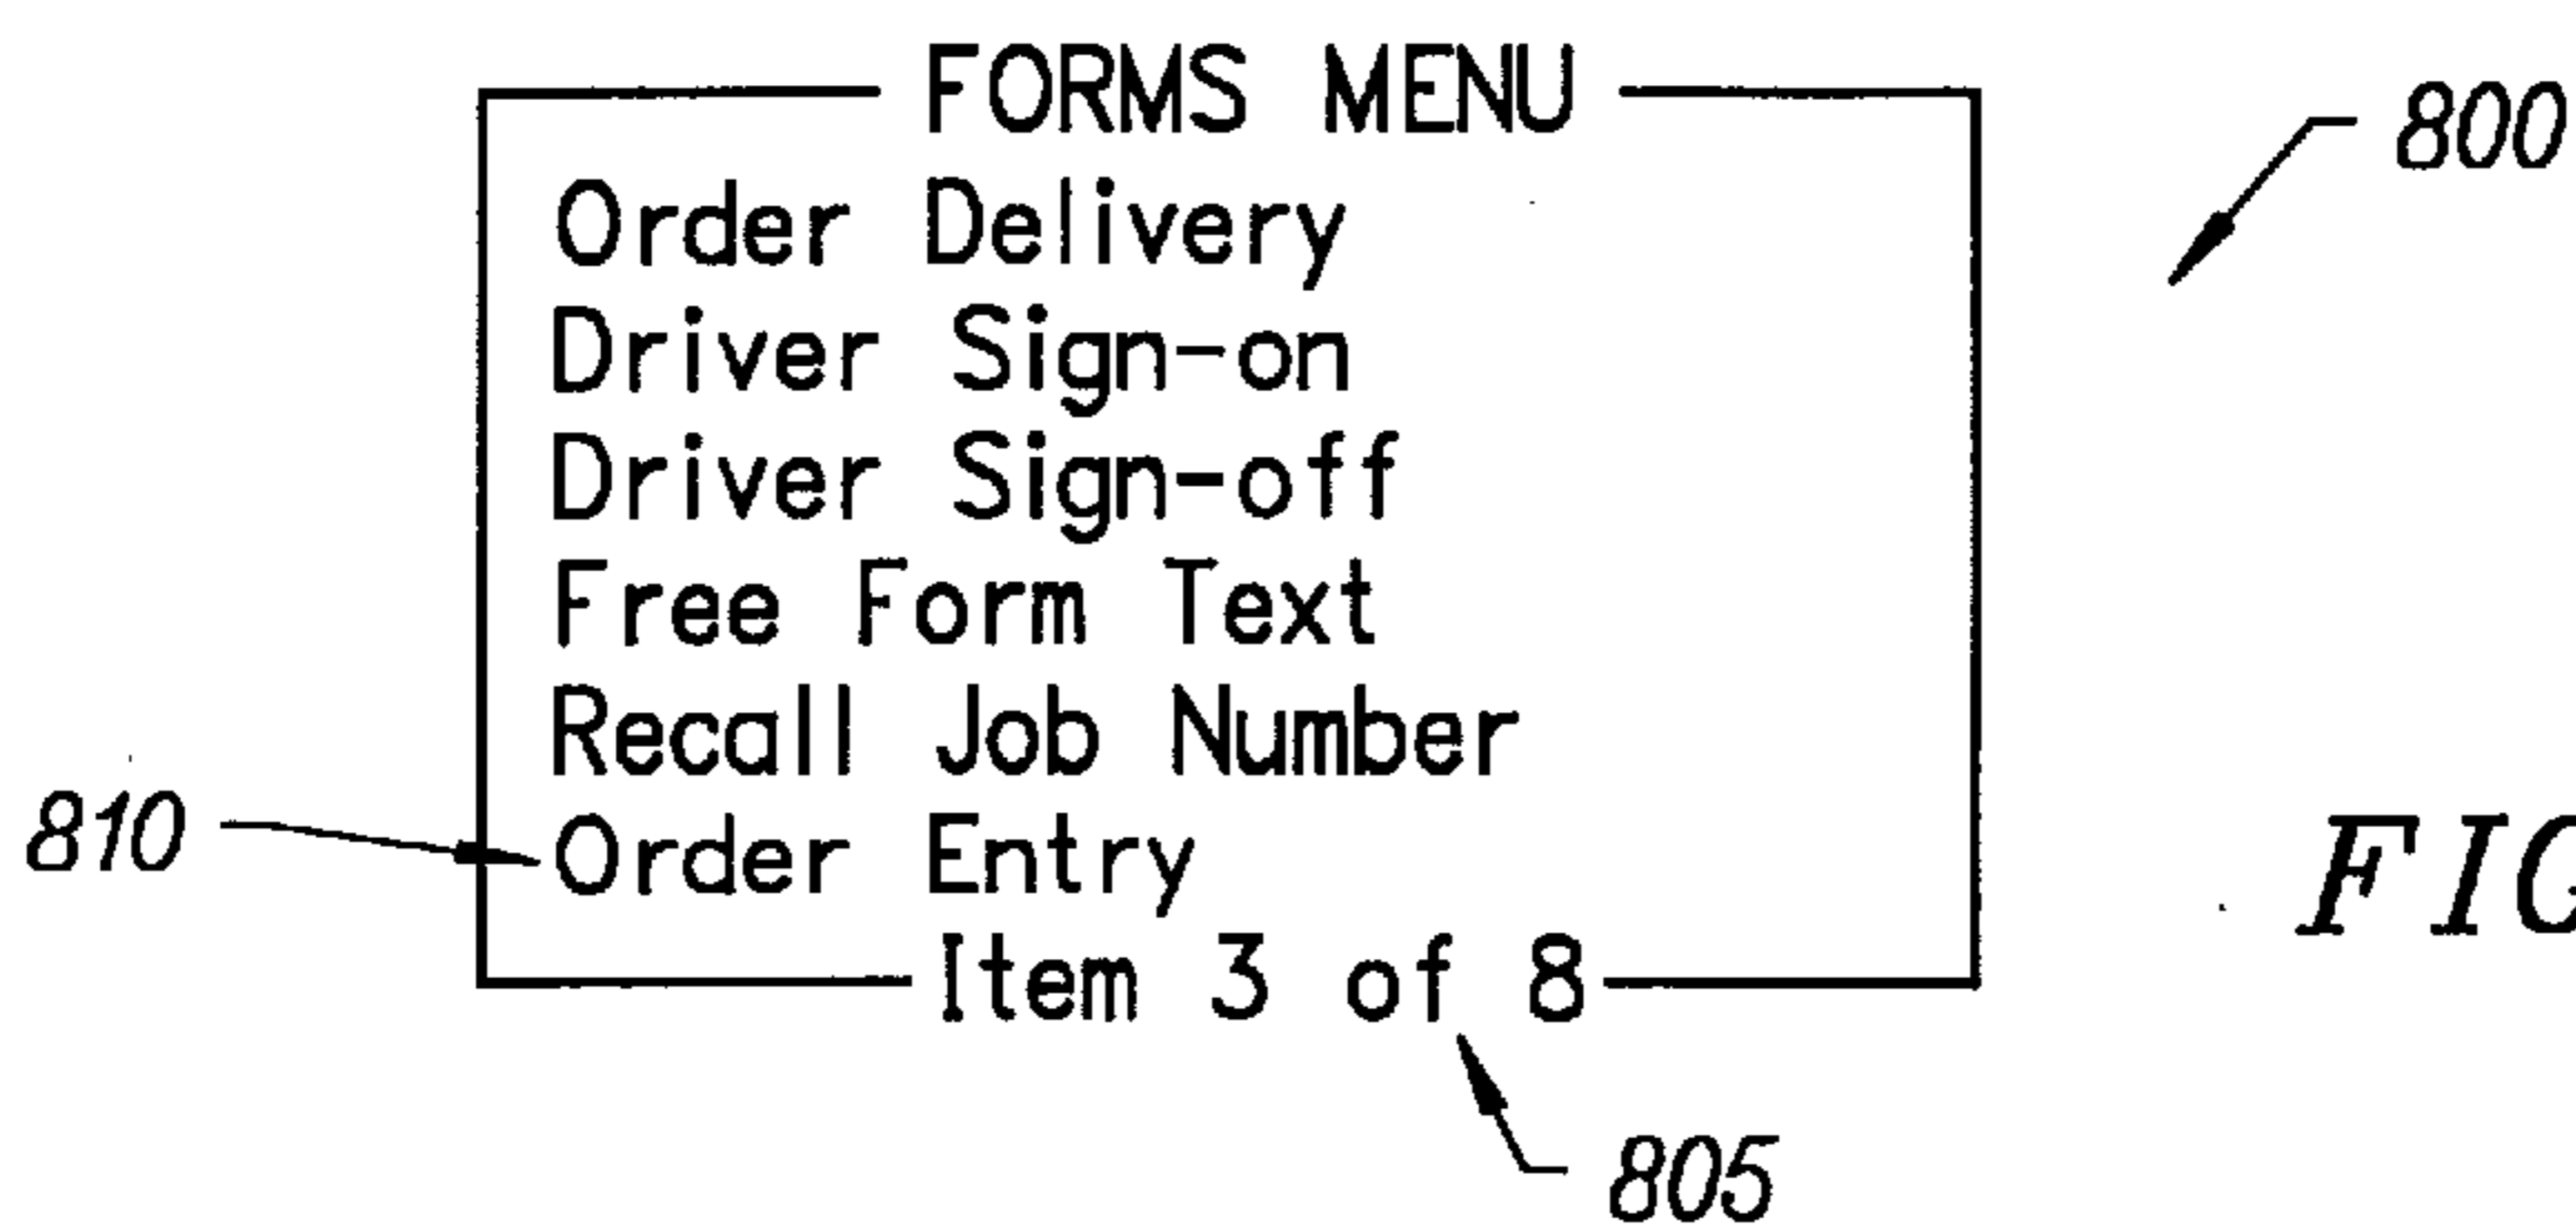 FORMS MENU
800
Order Delivery
Driver Sign-on
Driver Sign-off
Free Form Text
Recall Job Number
810
Order Entry
FIG
Item 3 of 8
805